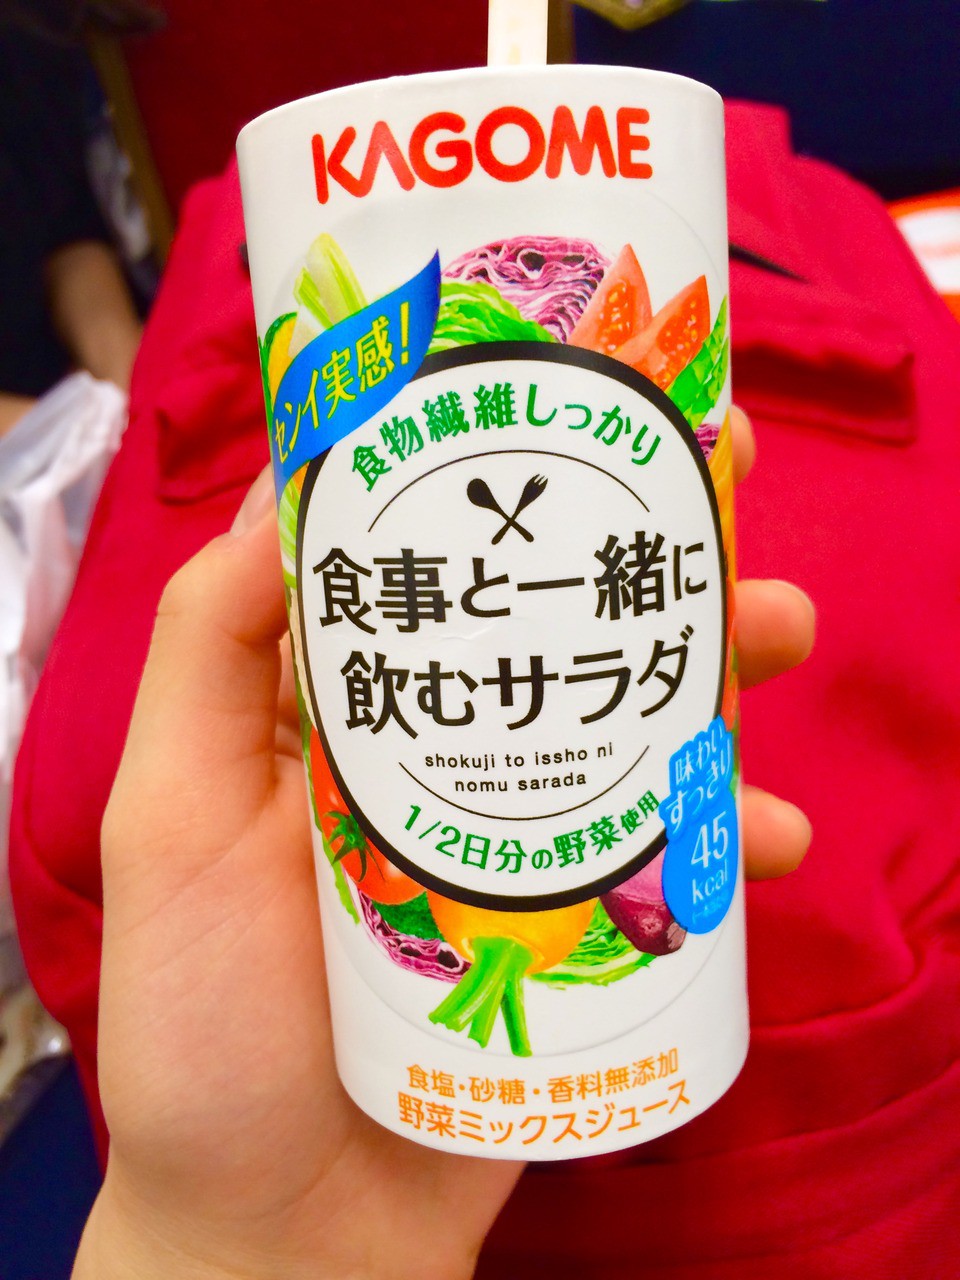 KAGOME
センイ実感!
食物繊維しっかり
食事と一緒に
飲むサラダ
shokuji to issho ni
nomu sarada
1/2日分の野菜使用
味わい
すっきり
45
kcal
食塩・砂糖・香料無添加
野菜ミックスジュース